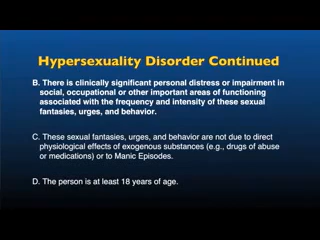 Hypersexuality Disorder Continued
B. There is clinically significant personal distress or impairment in
social, occupational or other important areas of functioning
associated with the frequency and intensity of these sexual
fantasies, urges, and behavior.
C. These sexual fantasies, urges, and behavior are not due to direct
physiological effects of exogenous substances (e.g., drugs of abuse
or medications) or to Manic Episodes.
D. The person is at least 18 years of age.